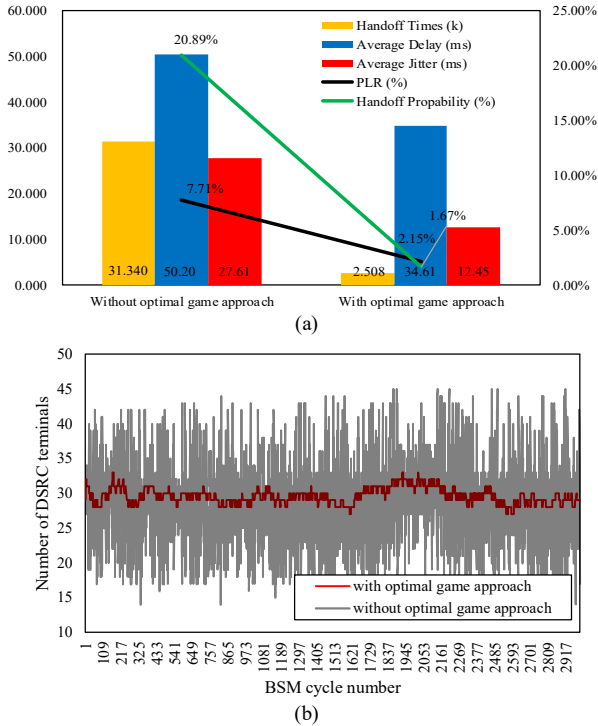 60.000
50.000
40.000
30.000
20.000
10.000
0.000
25.00%
20.00%
15.00%
10.00%
5.00%
0.00%
Handoff Times (k)
Average Delay (ms)
Average Jitter (ms)
PLR (%)
Handoff Propability (%)
20.89%
7.71%
1.67%
2.15%
31.340 50.20 27.61
2.508 34.61 12.45
Without optimal game approach
With optimal game approach
(a)
Number of DSRC terminals
50
45
40
35
30
25
20
15
10
with optimal game approach
without optimal game approach
1 109 217 325 433 541 649 757 865 973 1081 1189 1297 1405 1513 1621 1729 1837 1945 2053 2161 2269 2377 2485 2593 2701 2809 2917
BSM cycle number
(b)